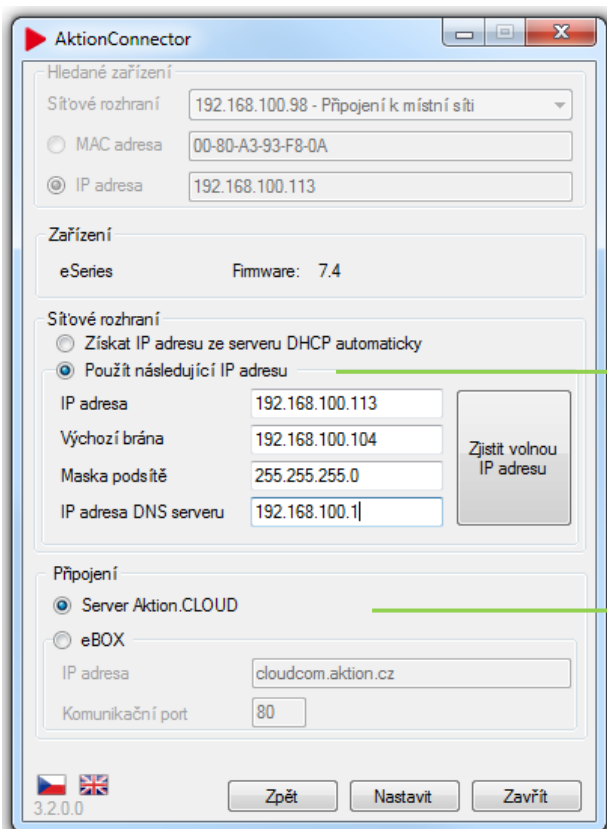 AktionConnector
Hledané zařízení
Síťové rozhraní 192.168.100.98 - Připojení k místní síti
MAC adresa 00-80-A3-93-F8-0A
IP adresa 192.168.100.113
Zařízení
eSeries Firmware: 7.4
Síťové rozhraní
Získat IP adresu ze serveru DHCP automaticky
Použít následující IP adresu
IP adresa 192.168.100.113
Výchozí brána 192.168.100.104
Zjistit volnou
IP adresu
Maska podsítě 255.255.255.0
IP adresa DNS serveru 192.168.100.1
Připojení
Server Aktion.CLOUD
eBOX
IP adresa cloudcom.aktion.cz
Komunikační port 80
3.2.0.0
Zpět Nastavit Zavřít